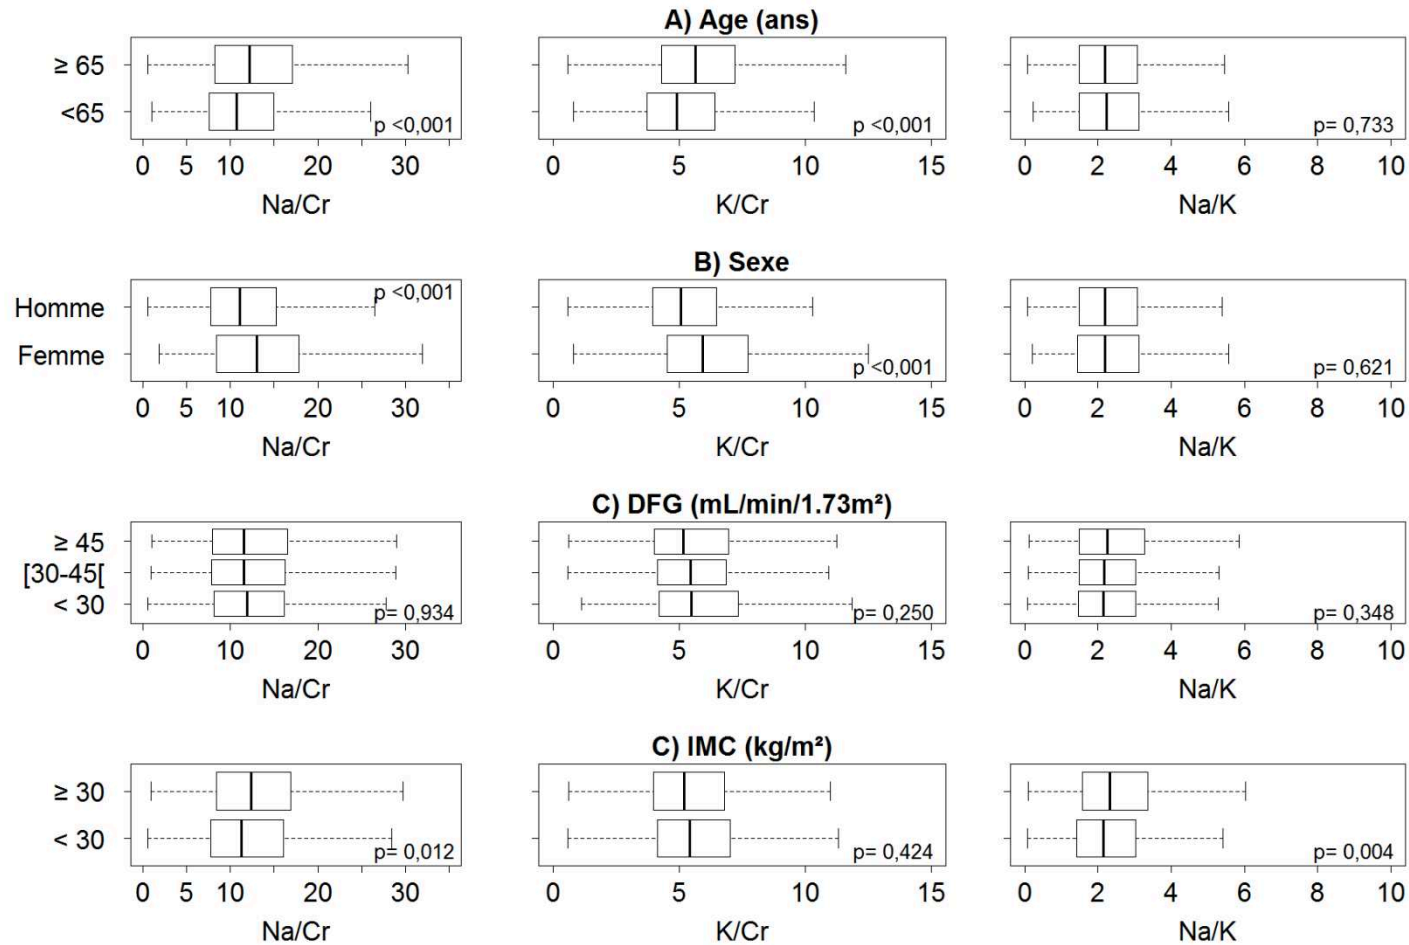 A) Age (ans)
≥ 65
<65
p <0,001
p <0,001
p= 0,733
0 5 10 20 30
0 5 10 15
0 2 4 6 8 10
Na/Cr
K/Cr
Na/K
B) Sexe
Homme
Femme
p <0,001
p <0,001
p= 0,621
0 5 10 20 30
0 5 10 15
0 2 4 6 8 10
Na/Cr
K/Cr
Na/K
C) DFG (mL/min/1.73m²)
≥ 45
[30-45[
< 30
p= 0,934
p= 0,250
p= 0,348
0 5 10 20 30
0 5 10 15
0 2 4 6 8 10
Na/Cr
K/Cr
Na/K
C) IMC (kg/m²)
≥ 30
< 30
p= 0,012
p= 0,424
p= 0,004
0 5 10 20 30
0 5 10 15
0 2 4 6 8 10
Na/Cr
K/Cr
Na/K